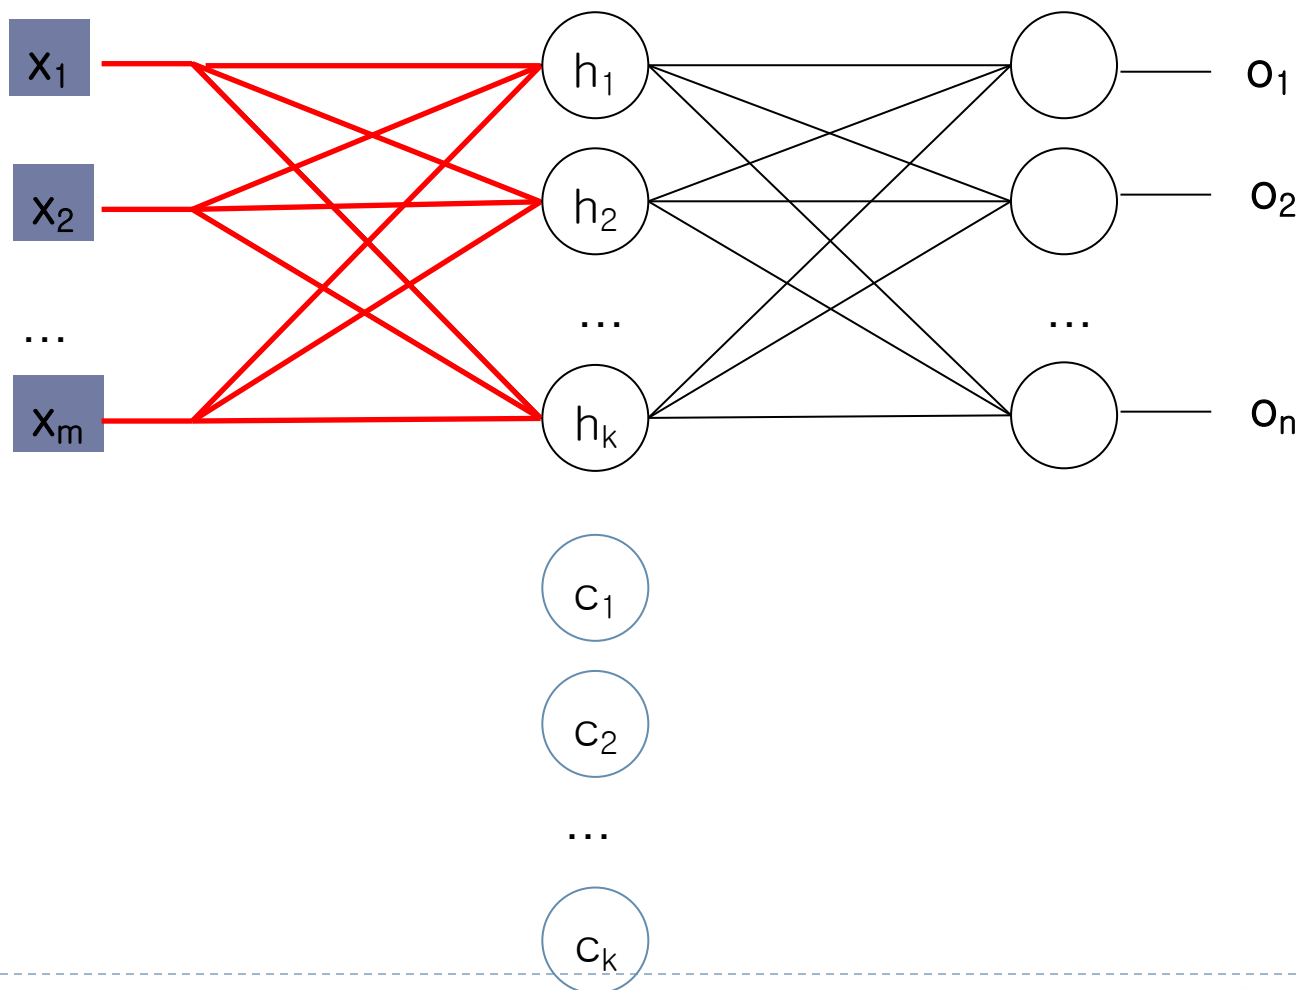 x₁ h₁ o₁
x₂ h₂ o₂
... ... ...
xₘ hₖ oₙ
c₁
c₂
...
cₖ